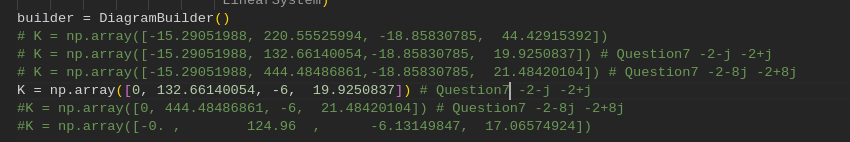 LinearSystem)
builder = DiagramBuilder()
# K = np.array([-15.29051988, 220.55525994, -18.85830785,  44.42915392])
# K = np.array([-15.29051988, 132.66140054,-18.85830785,  19.9250837]) # Question7 -2-j -2+j
# K = np.array([-15.29051988, 444.48486861,-18.85830785,  21.48420104]) # Question7 -2-8j -2+8j
K = np.array([0, 132.66140054, -6,  19.9250837]) # Question7 -2-j -2+j
#K = np.array([0, 444.48486861, -6,  21.48420104]) # Question7 -2-8j -2+8j
#K = np.array([-0. ,        124.96  ,      -6.13149847,  17.06574924])